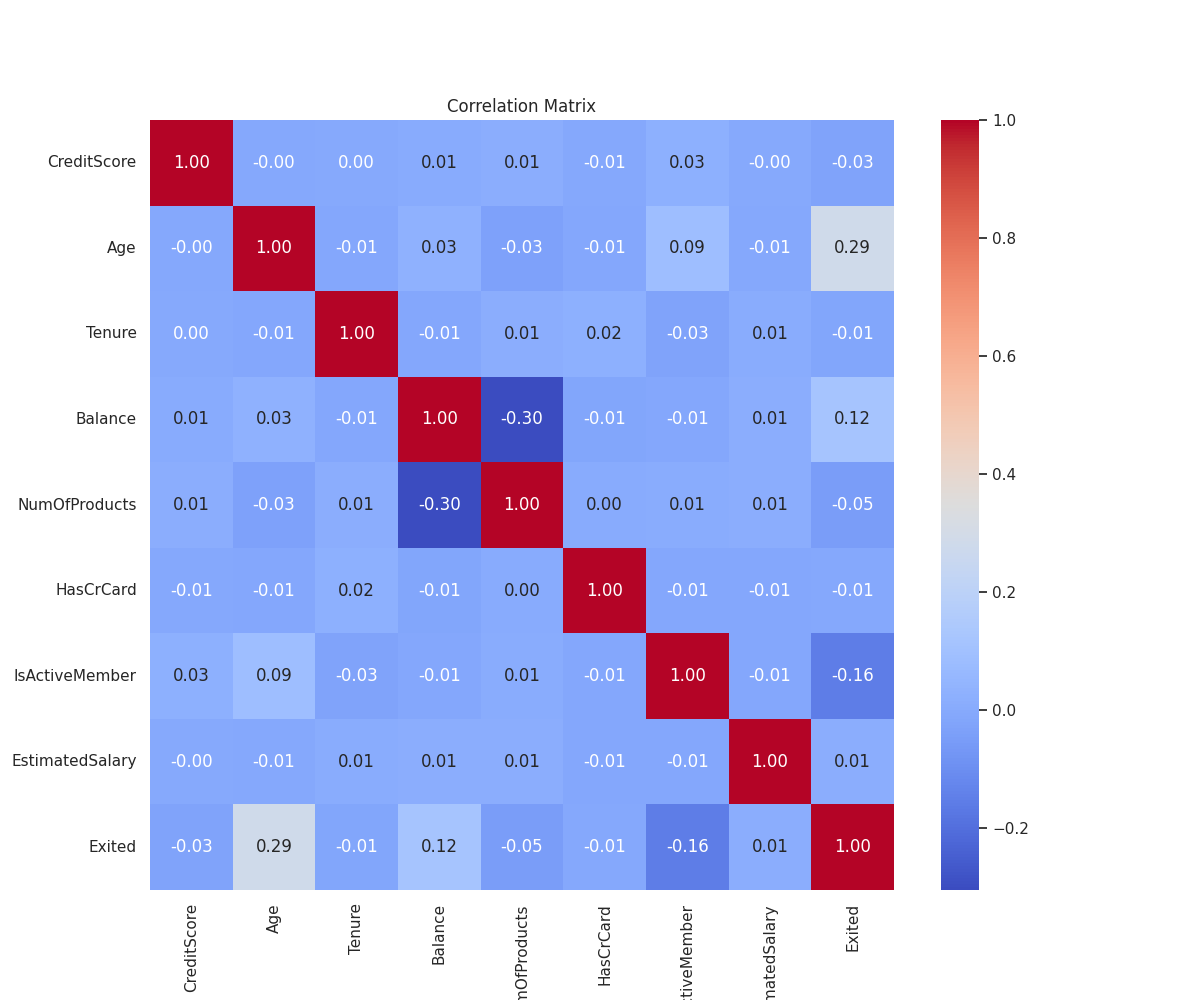 Correlation Matrix
CreditScore 1.00 -0.00 0.00 0.01 0.01 -0.01 0.03 -0.00 -0.03
Age -0.00 1.00 -0.01 0.03 -0.03 -0.01 0.09 -0.01 0.29
Tenure 0.00 -0.01 1.00 -0.01 0.01 0.02 -0.03 0.01 -0.01
Balance 0.01 0.03 -0.01 1.00 -0.30 -0.01 -0.01 0.01 0.12
NumOfProducts 0.01 -0.03 0.01 -0.30 1.00 0.00 0.01 0.01 -0.05
HasCrCard -0.01 -0.01 0.02 -0.01 0.00 1.00 -0.01 -0.01 -0.01
IsActiveMember 0.03 0.09 -0.03 -0.01 0.01 -0.01 1.00 -0.01 -0.16
EstimatedSalary -0.00 -0.01 0.01 0.01 0.01 -0.01 -0.01 1.00 0.01
Exited -0.03 0.29 -0.01 0.12 -0.05 -0.01 -0.16 0.01 1.00
CreditScore
Age
Tenure
Balance
mOfProducts
HasCrCard
ctiveMember
matedSalary
Exited
1.0
0.8
0.6
0.4
0.2
0.0
−0.2